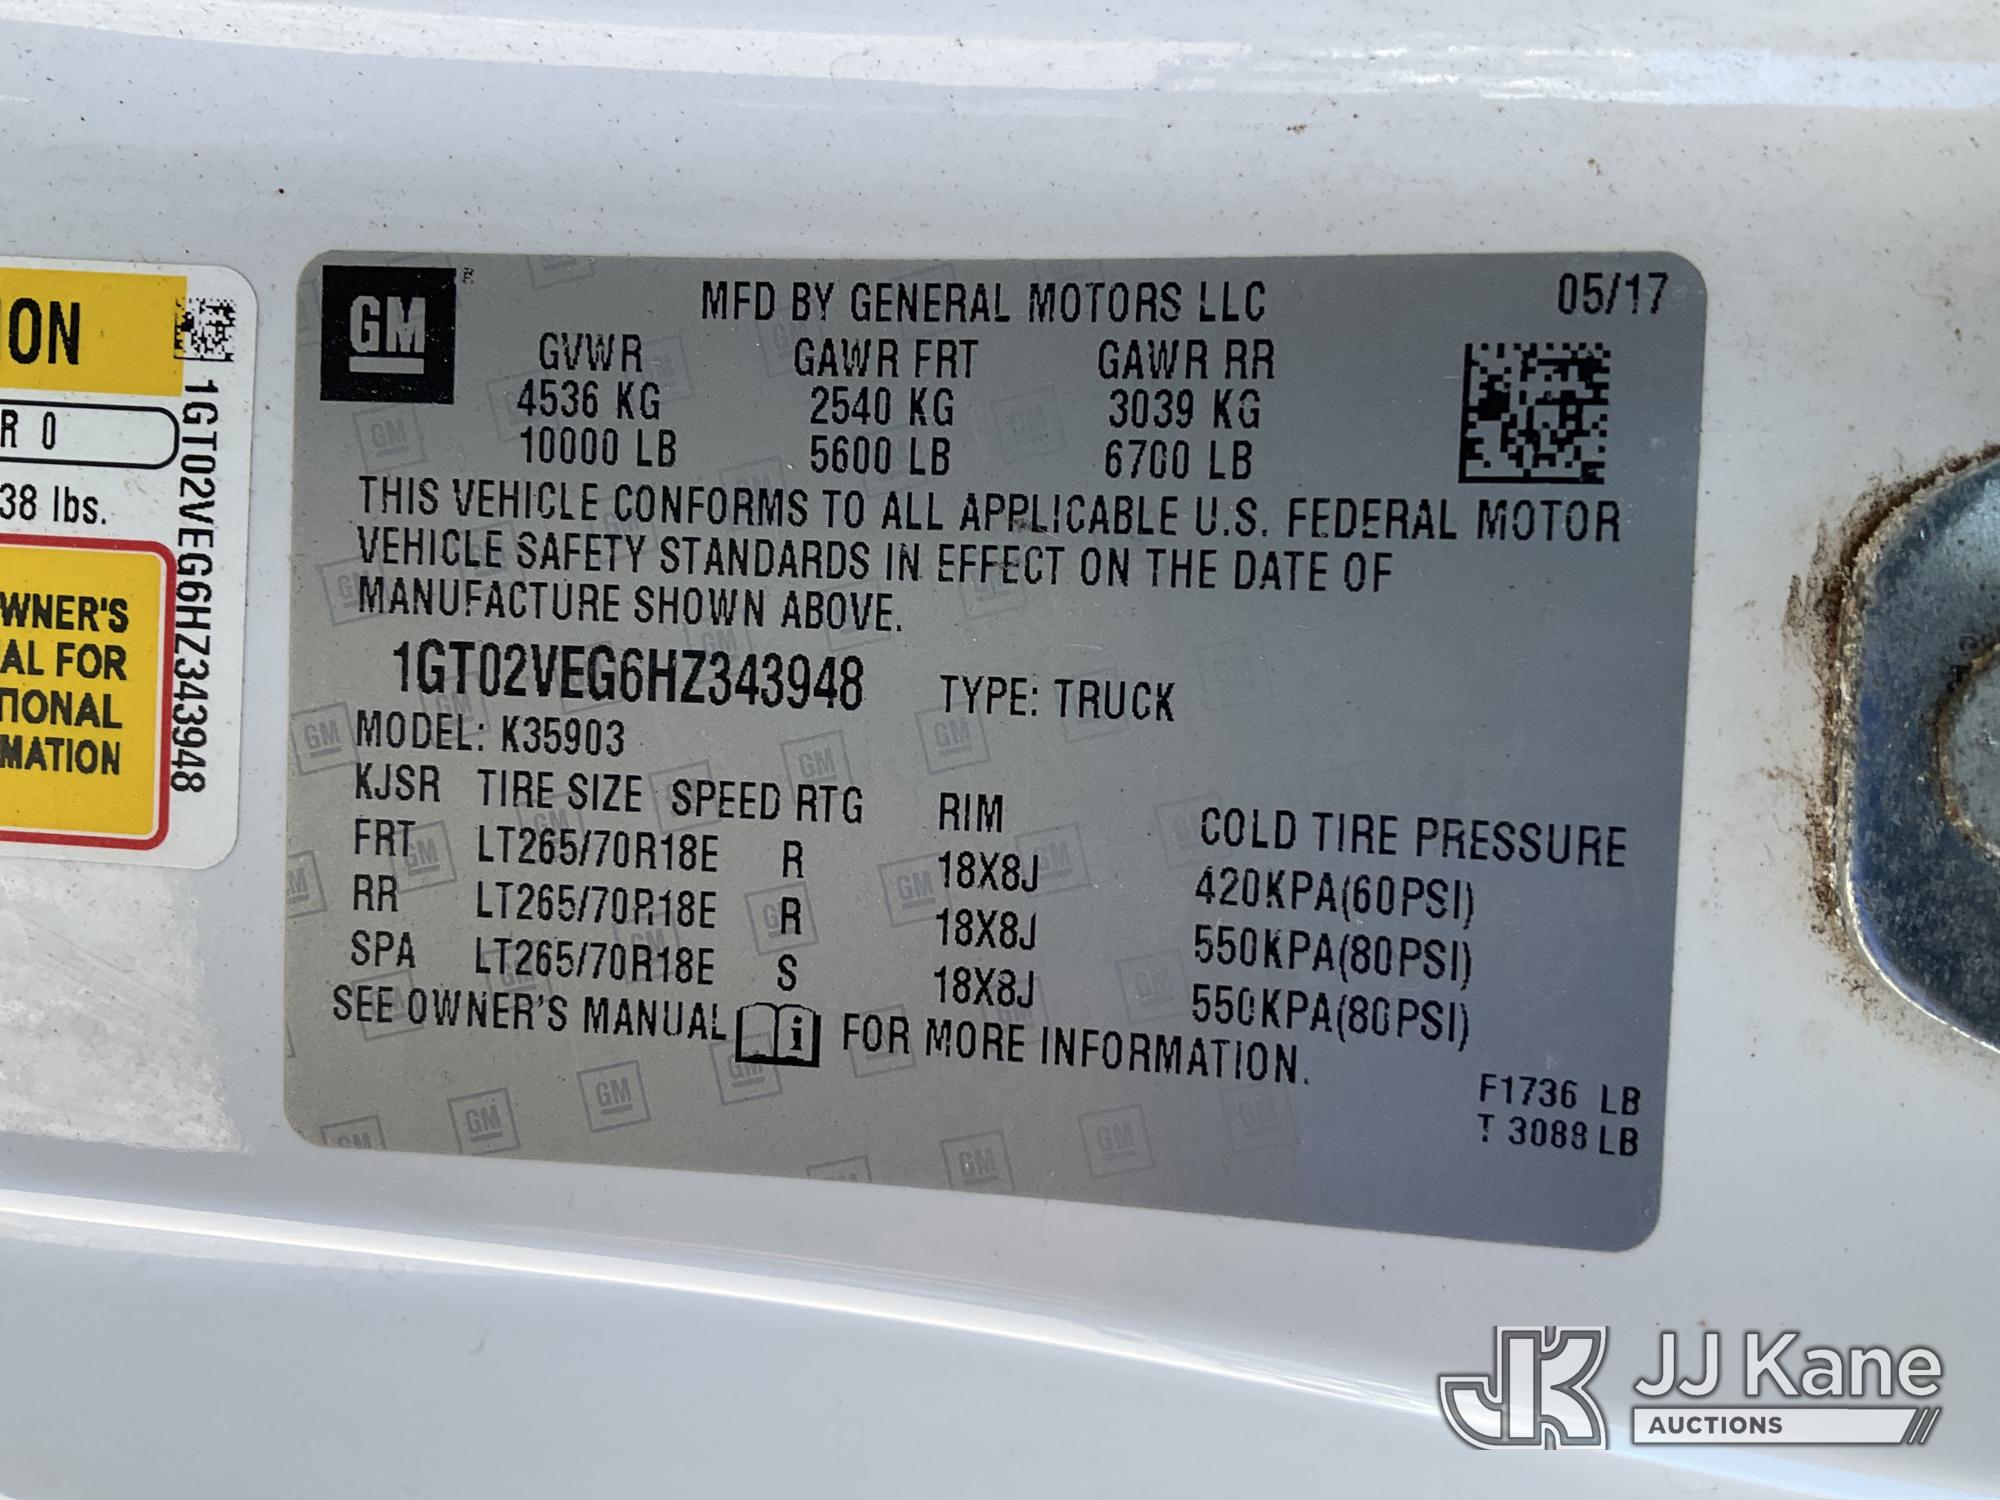 ION
R 0
38 lbs.
WNER'S
AL FOR
TIONAL
MATION
1GT02VEG6HZ343948
GM
MFD BY GENERAL MOTORS LLC 05/17
GVWR GAWR FRT GAWR RR
4536 KG 2540 KG 3039 KG
10000 LB 5600 LB 6700 LB
THIS VEHICLE CONFORMS TO ALL APPLICABLE U.S. FEDERAL MOTOR
VEHICLE SAFETY STANDARDS IN EFFECT ON THE DATE OF
MANUFACTURE SHOWN ABOVE.
1GT02VEG6HZ343948 TYPE: TRUCK
MODEL: K35903
KJSR TIRE SIZE SPEED RTG RIM COLD TIRE PRESSURE
FRT LT265/70R18E R 18X8J 420KPA(60PSI)
RR LT265/70R18E R 18X8J 550KPA(80PSI)
SPA LT265/70R18E S 18X8J 550KPA(80PSI)
SEE OWNER'S MANUAL i FOR MORE INFORMATION.
F1736 LB
T 3088 LB
JK JJ Kane
AUCTIONS